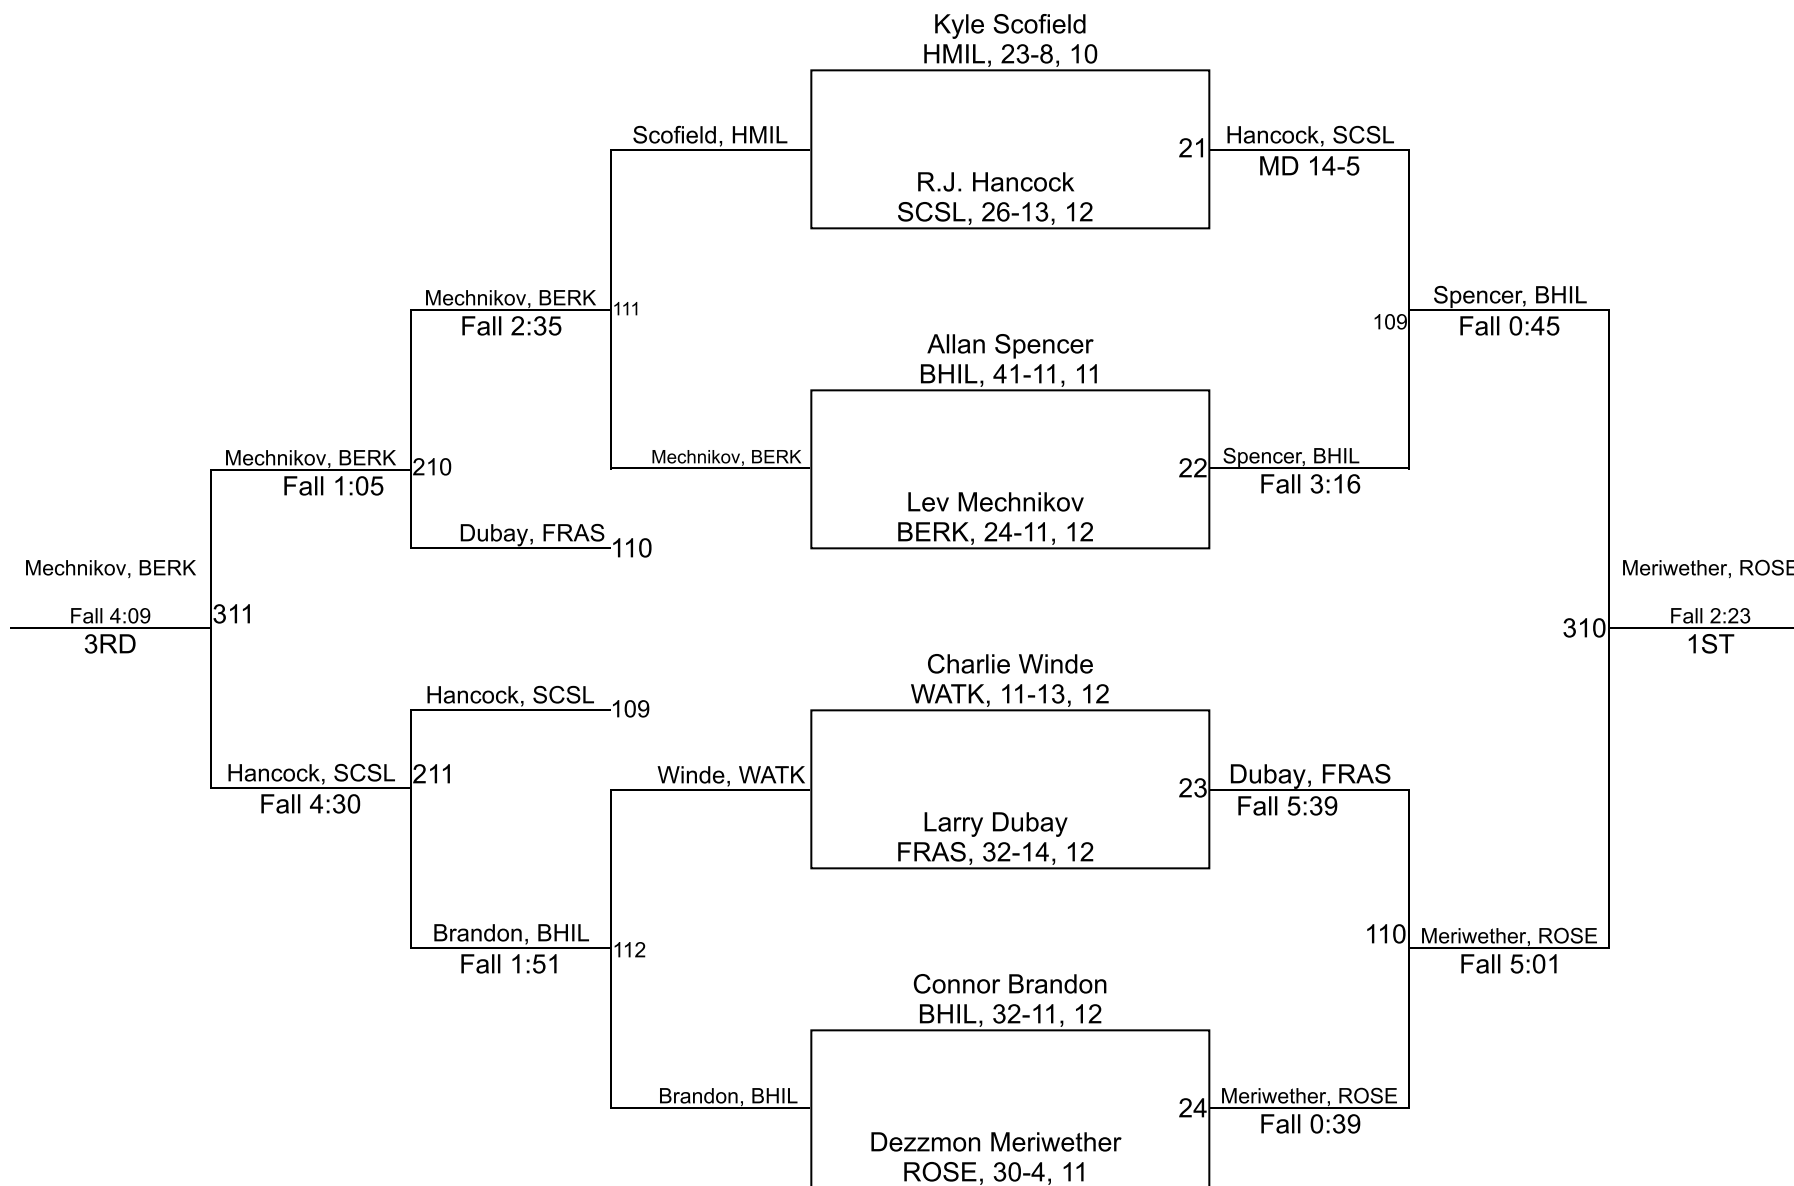 Kyle Scofield
HMIL, 23-8, 10
Scofield, HMIL
21
Hancock, SCSL
MD 14-5
R.J. Hancock
SCSL, 26-13, 12
Mechnikov, BERK
Fall 2:35
111
Spencer, BHIL
Fall 0:45
109
Allan Spencer
BHIL, 41-11, 11
Mechnikov, BERK
Fall 1:05
210
Mechnikov, BERK
22
Spencer, BHIL
Fall 3:16
Lev Mechnikov
BERK, 24-11, 12
Dubay, FRAS
110
Mechnikov, BERK
Fall 4:09
3RD
311
310
Meriwether, ROSE
Fall 2:23
1ST
Charlie Winde
WATK, 11-13, 12
Hancock, SCSL
109
Hancock, SCSL
Fall 4:30
211
Winde, WATK
23
Dubay, FRAS
Fall 5:39
Larry Dubay
FRAS, 32-14, 12
Brandon, BHIL
Fall 1:51
112
110
Meriwether, ROSE
Fall 5:01
Connor Brandon
BHIL, 32-11, 12
Brandon, BHIL
24
Meriwether, ROSE
Fall 0:39
Dezzmon Meriwether
ROSE, 30-4, 11